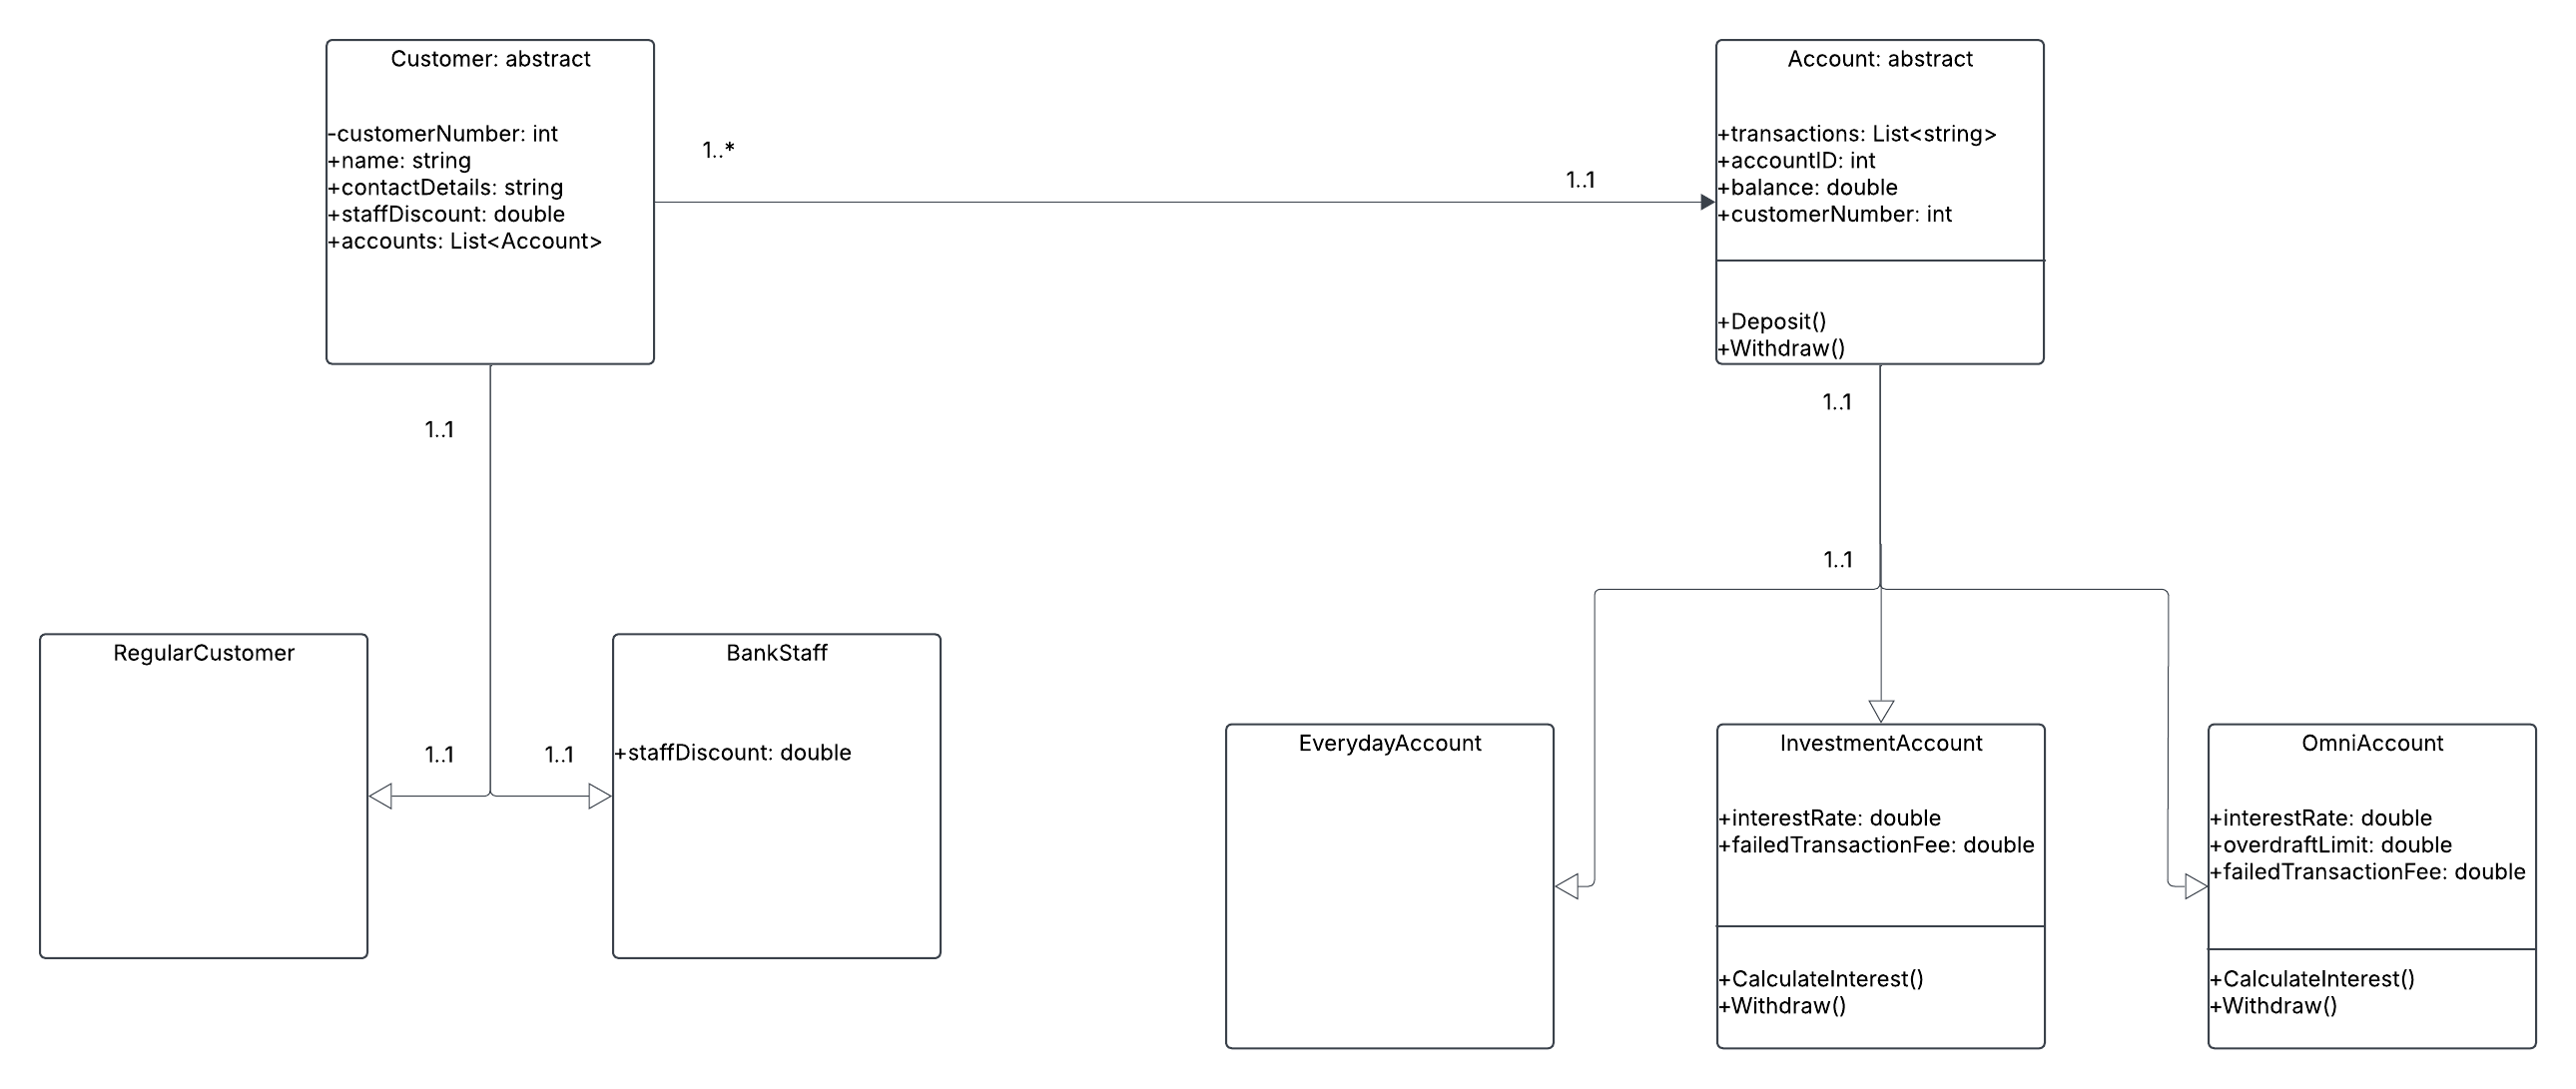 Customer: abstract
-customerNumber: int
+name: string
+contactDetails: string
+staffDiscount: double
+accounts: List<Account>
1..*
1..1
Account: abstract
+transactions: List<string>
+accountID: int
+balance: double
+customerNumber: int
+Deposit()
+Withdraw()
1..1
1..1
1..1
RegularCustomer
1..1
1..1
BankStaff
+staffDiscount: double
EverydayAccount
InvestmentAccount
+interestRate: double
+failedTransactionFee: double
+CalculateInterest()
+Withdraw()
OmniAccount
+interestRate: double
+overdraftLimit: double
+failedTransactionFee: double
+CalculateInterest()
+Withdraw()